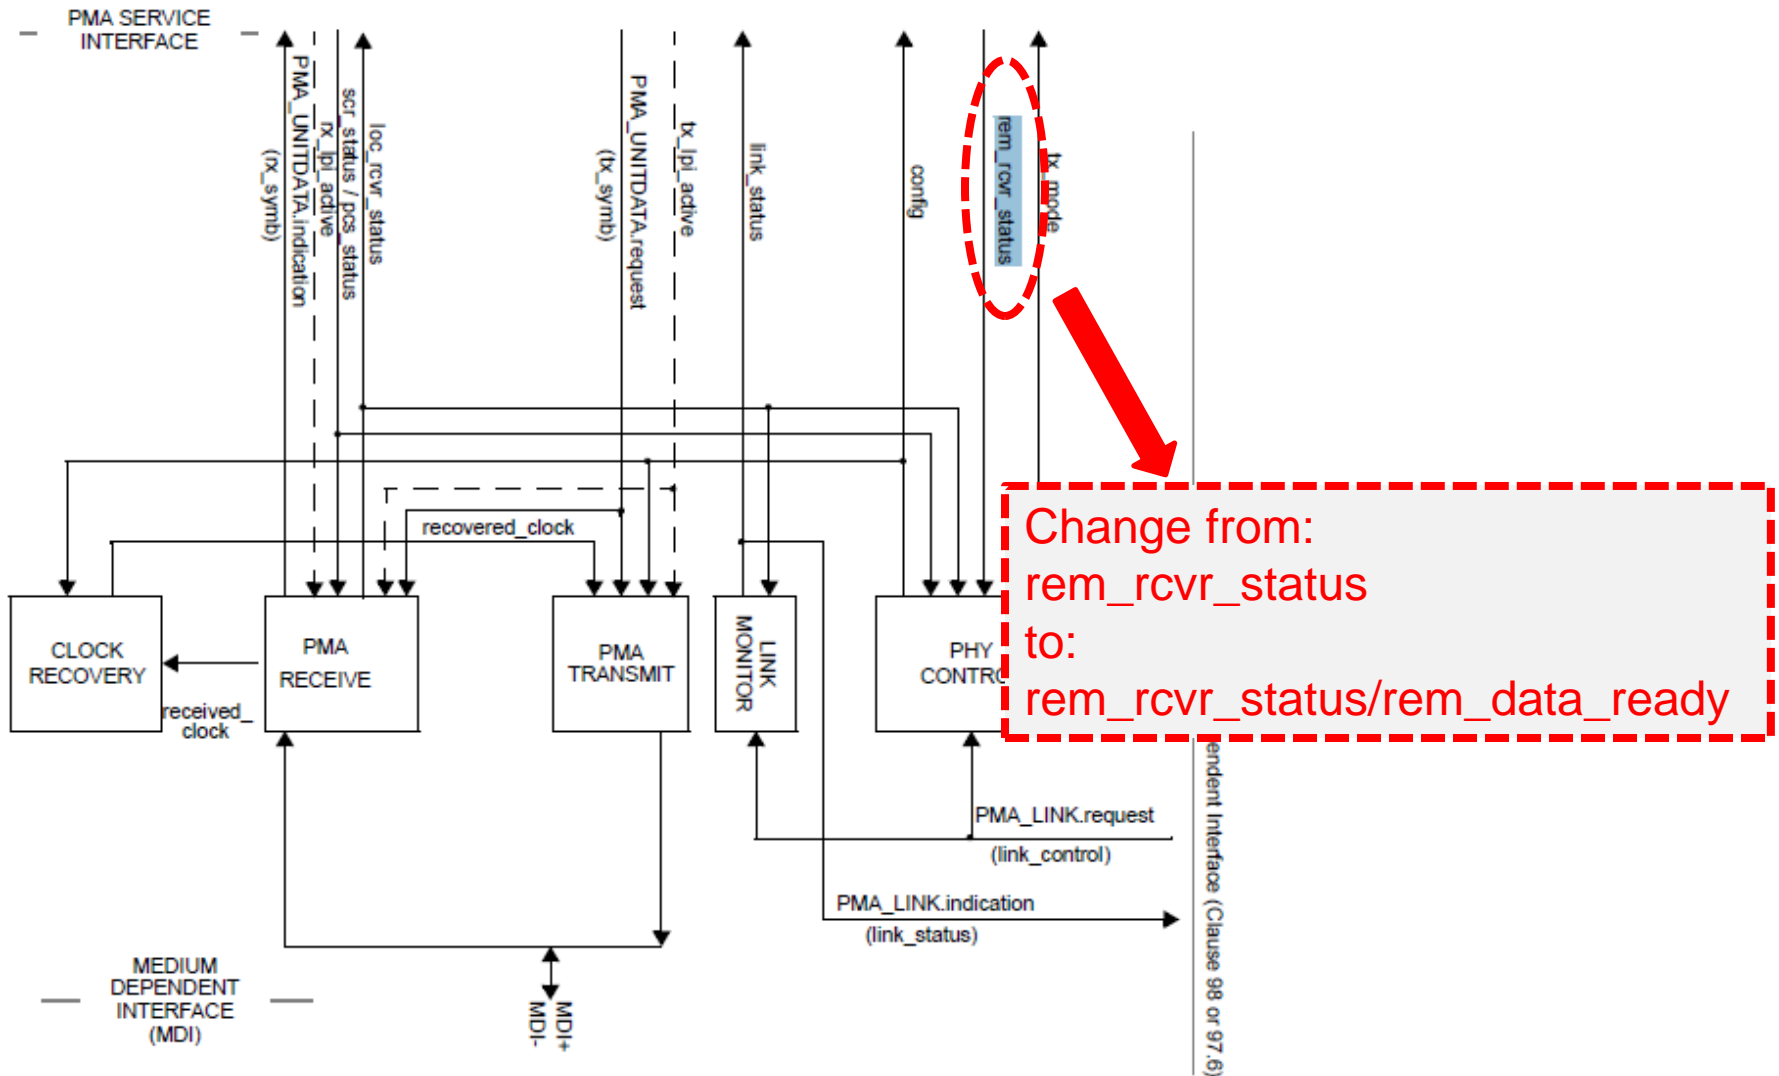 PMA SERVICE
INTERFACE
PMA_UNITDATA.indication
(rx_symb)
rx_lpi_active
scr_status / pcs_status
loc_rcvr_status
PMA_UNITDATA.request
(tx_symb)
tx_lpi_active
link_status
config
rem_rcvr_status
tx_mode
recovered_clock
Change from:
rem_rcvr_status
to:
rem_rcvr_status/rem_data_ready
CLOCK
RECOVERY
PMA
RECEIVE
PMA
TRANSMIT
LINK
MONITOR
PHY
received_
clock
PMA_LINK.request
(link_control)
PMA_LINK.indication
(link_status)
Interface (Clause 98 or 97.6)
MEDIUM
DEPENDENT
INTERFACE
(MDI)
MDI+
MDI-